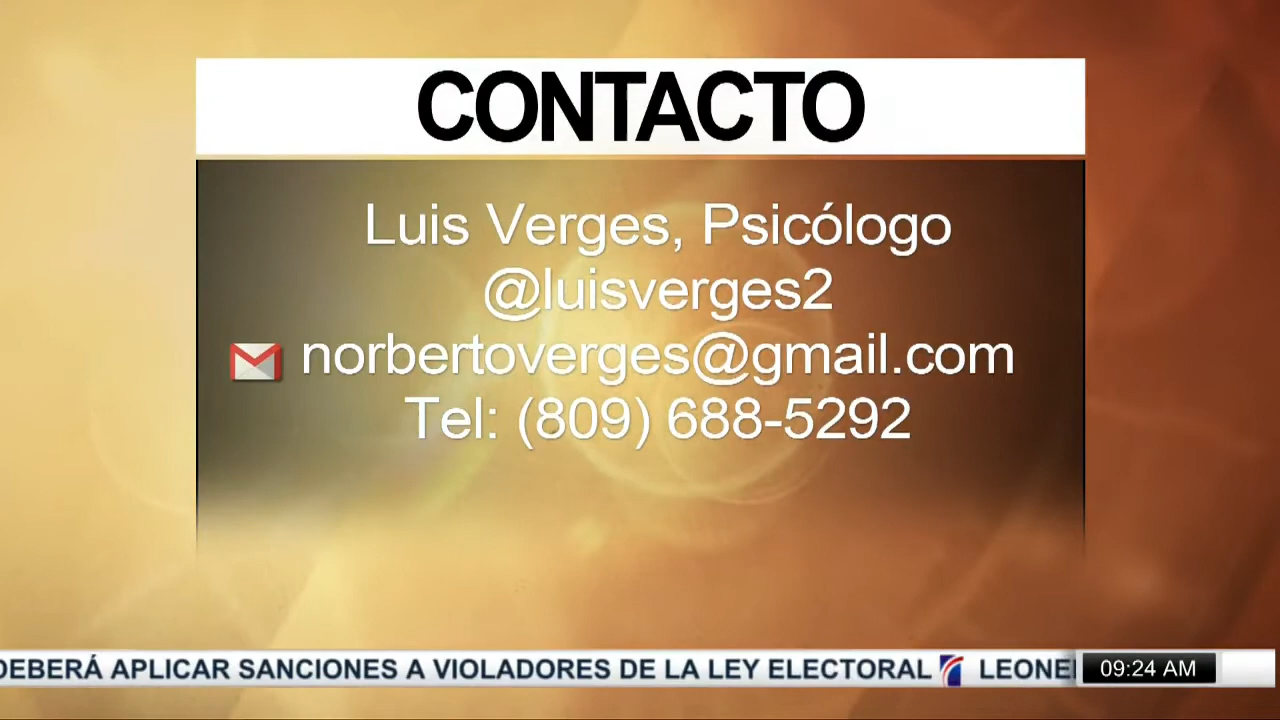 CONTACTO
Luis Verges, Psicólogo
@luisverges2
norbertoverges@gmail.com
Tel: (809) 688-5292
DEBERÁ APLICAR SANCIONES A VIOLADORES DE LA LEY ELECTORAL LEONE
09:24 AM